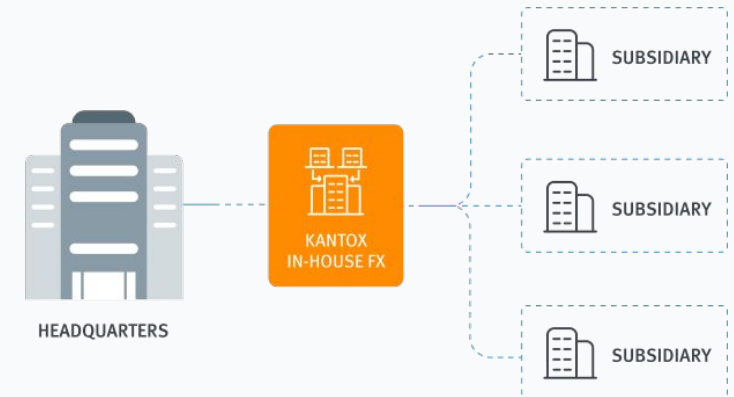 SUBSIDIARY
KANTOX
IN-HOUSE FX
SUBSIDIARY
HEADQUARTERS
SUBSIDIARY